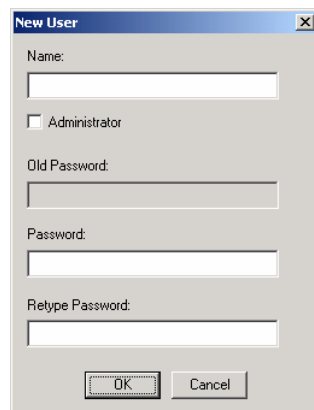 New User
Name:
Administrator
Old Password:
Password:
Retype Password:
OK Cancel